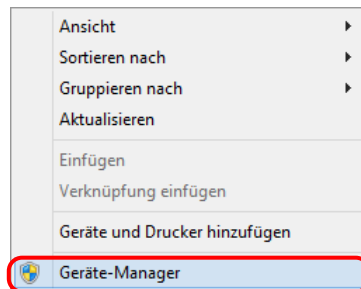 Ansicht
Sortieren nach
Gruppieren nach
Aktualisieren
Einfügen
Verknüpfung einfügen
Geräte und Drucker hinzufügen
Geräte-Manager